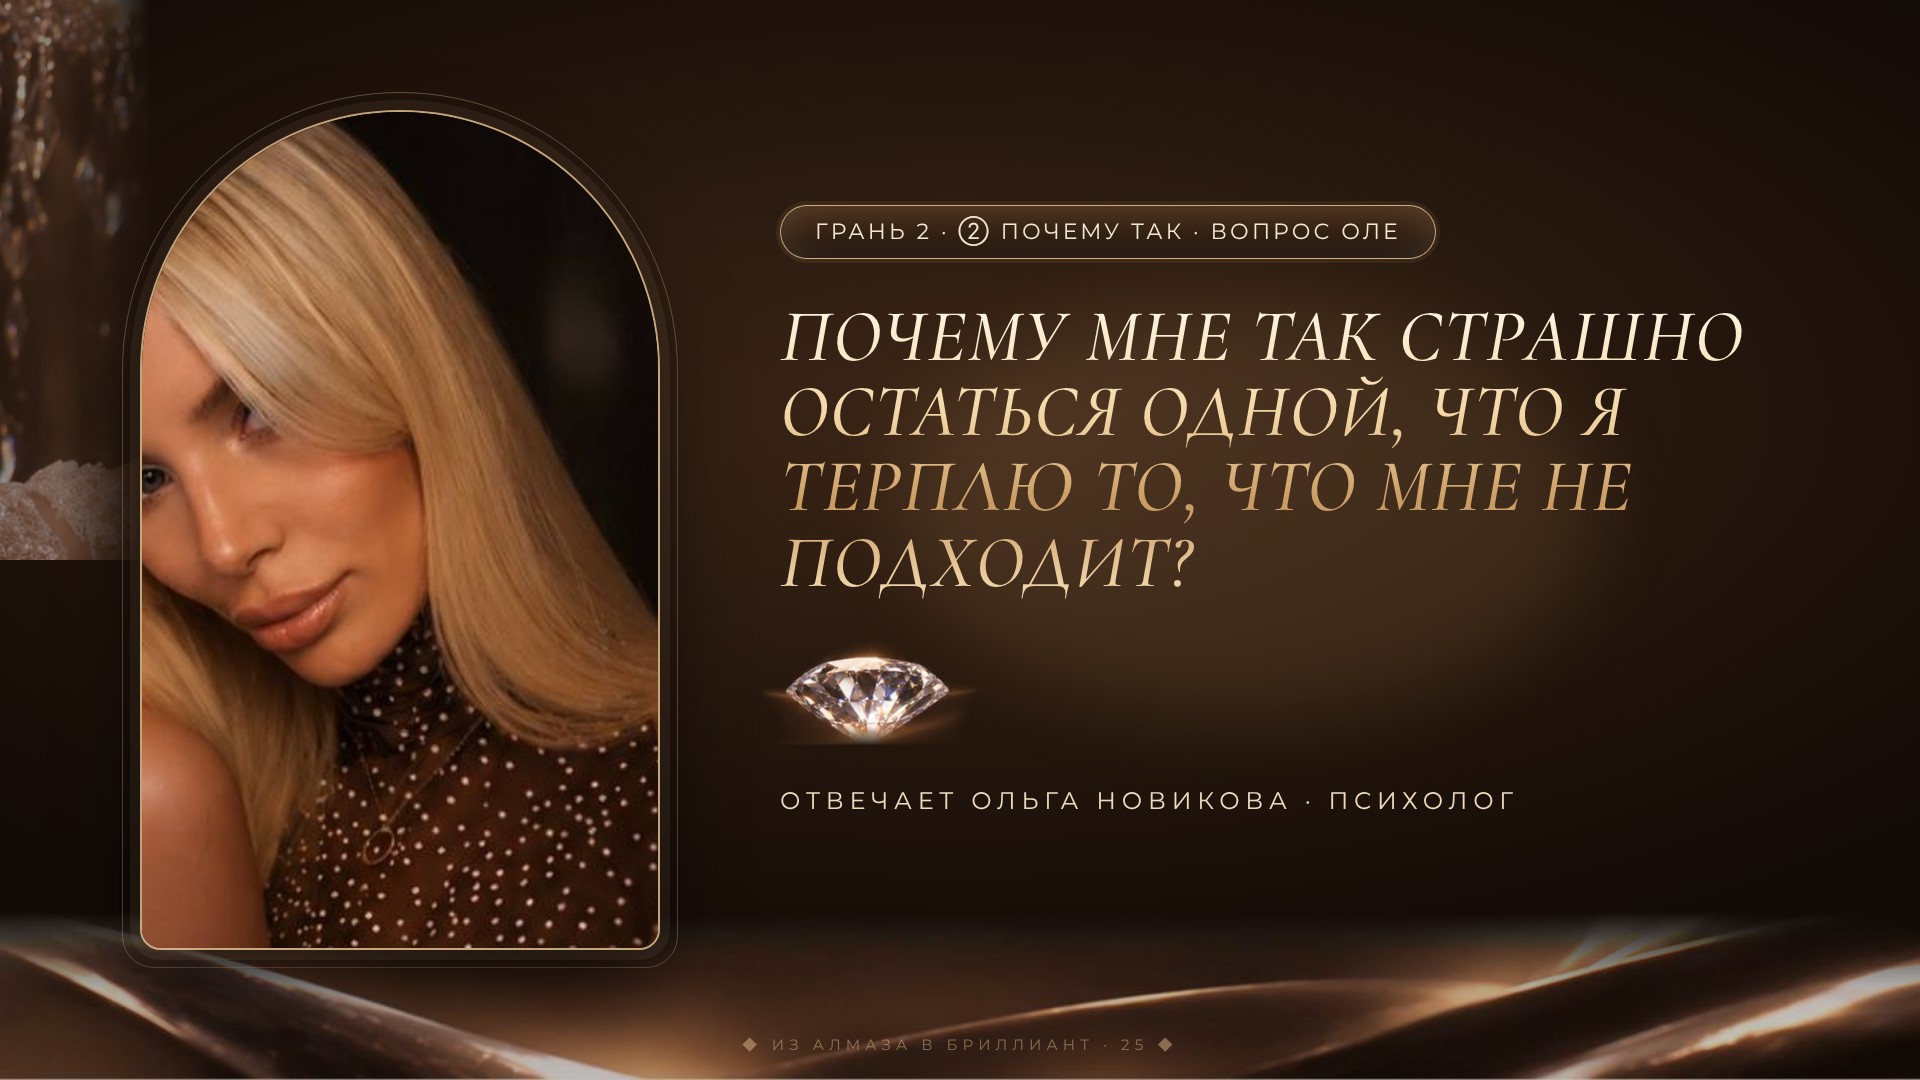 ГРАНЬ 2 · ② ПОЧЕМУ ТАК · ВОПРОС ОЛЕ
ПОЧЕМУ МНЕ ТАК СТРАШНО
ОСТАТЬСЯ ОДНОЙ, ЧТО Я
ТЕРПЛЮ ТО, ЧТО МНЕ НЕ
ПОДХОДИТ?
ОТВЕЧАЕТ ОЛЬГА НОВИКОВА · ПСИХОЛОГ
◆ ИЗ АЛМАЗА В БРИЛЛИАНТ · 25 ◆